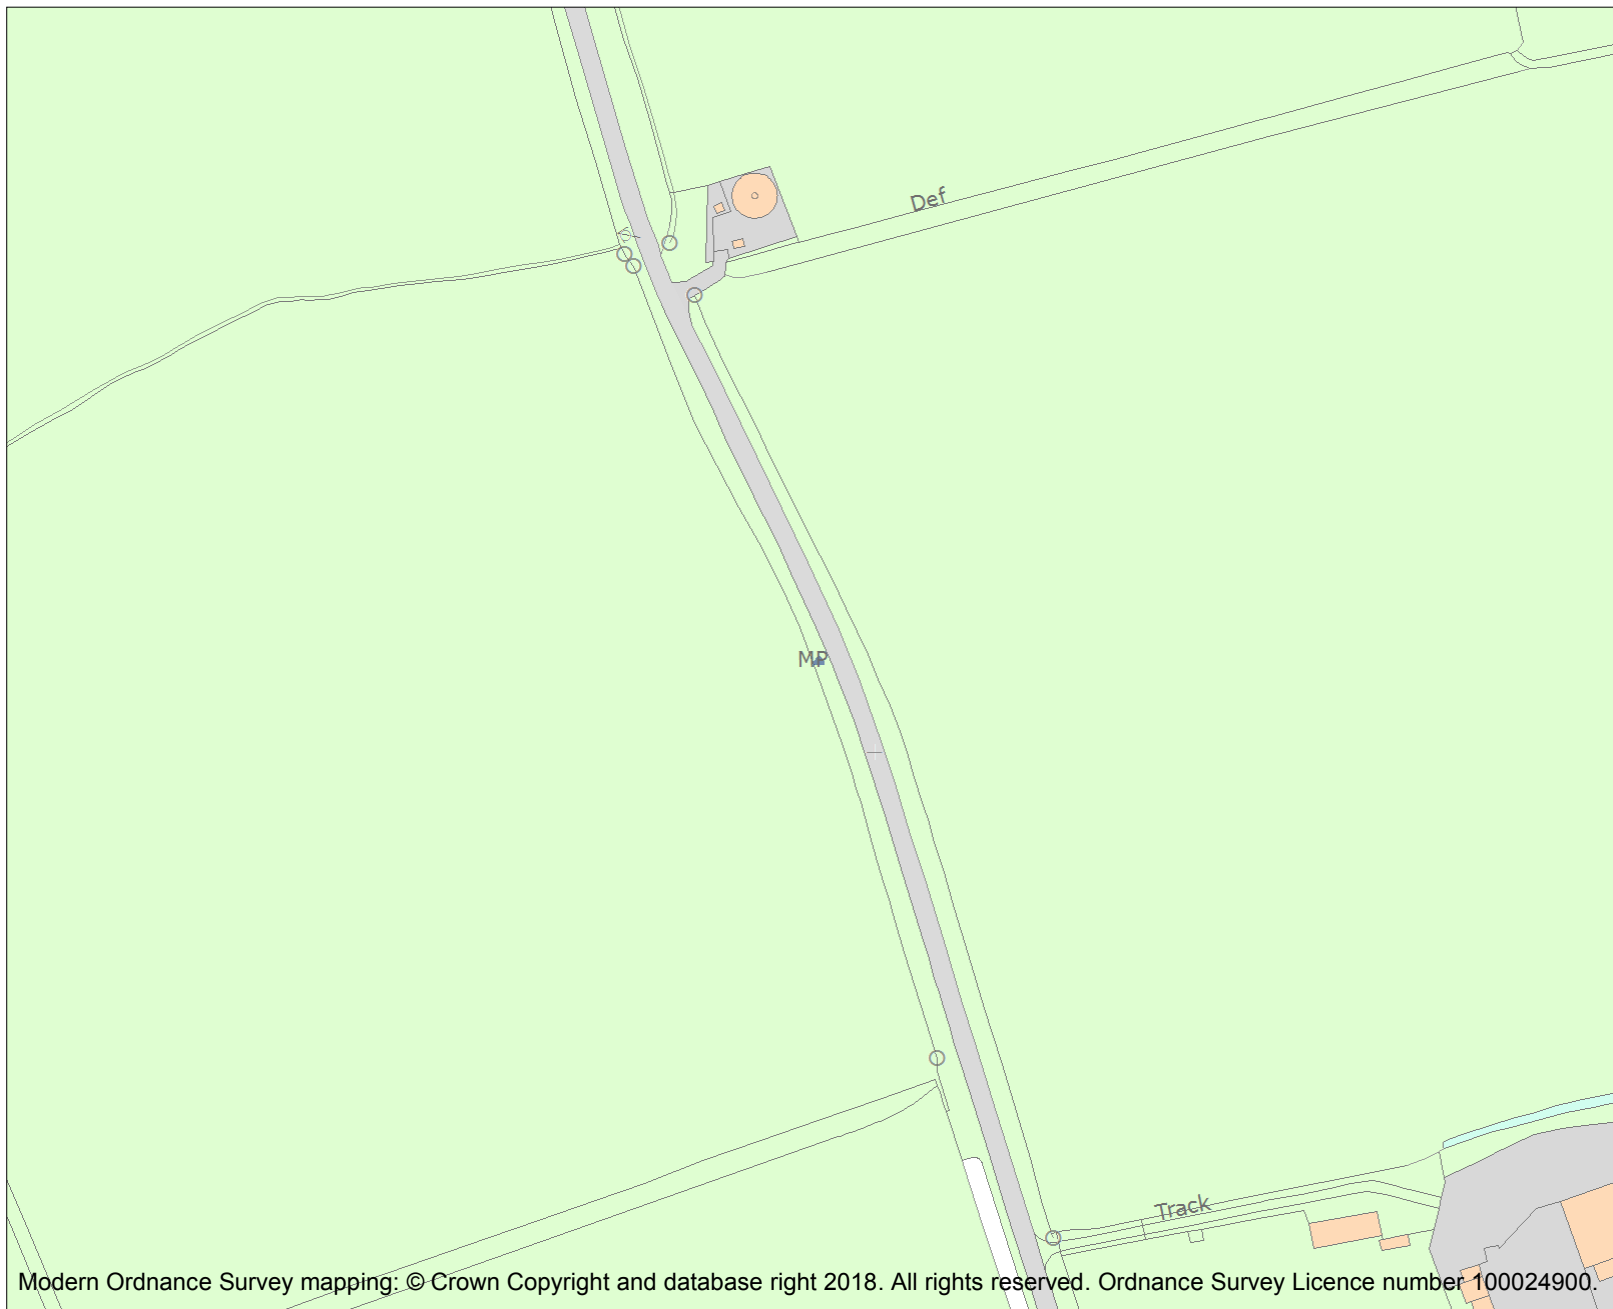 Def
MP
Track
Modern Ordnance Survey mapping: © Crown Copyright and database right 2018. All rights reserved. Ordnance Survey Licence number 100024900.